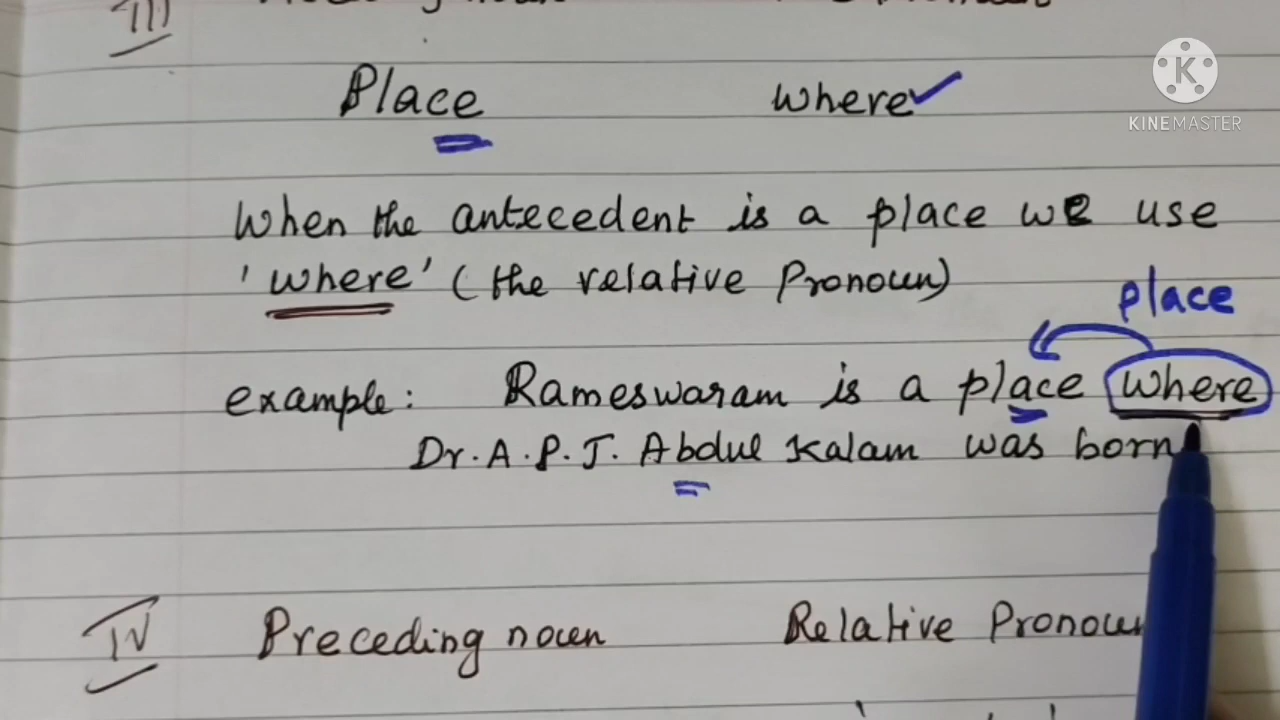 III
Place where
When the antecedent is a place we use
'where' (the relative Pronoun)
place
example: Rameswaram is a place where
Dr. A. P. J. Abdul Kalam was born
IV Preceding noun Relative Pronoun
K
KINEMASTER